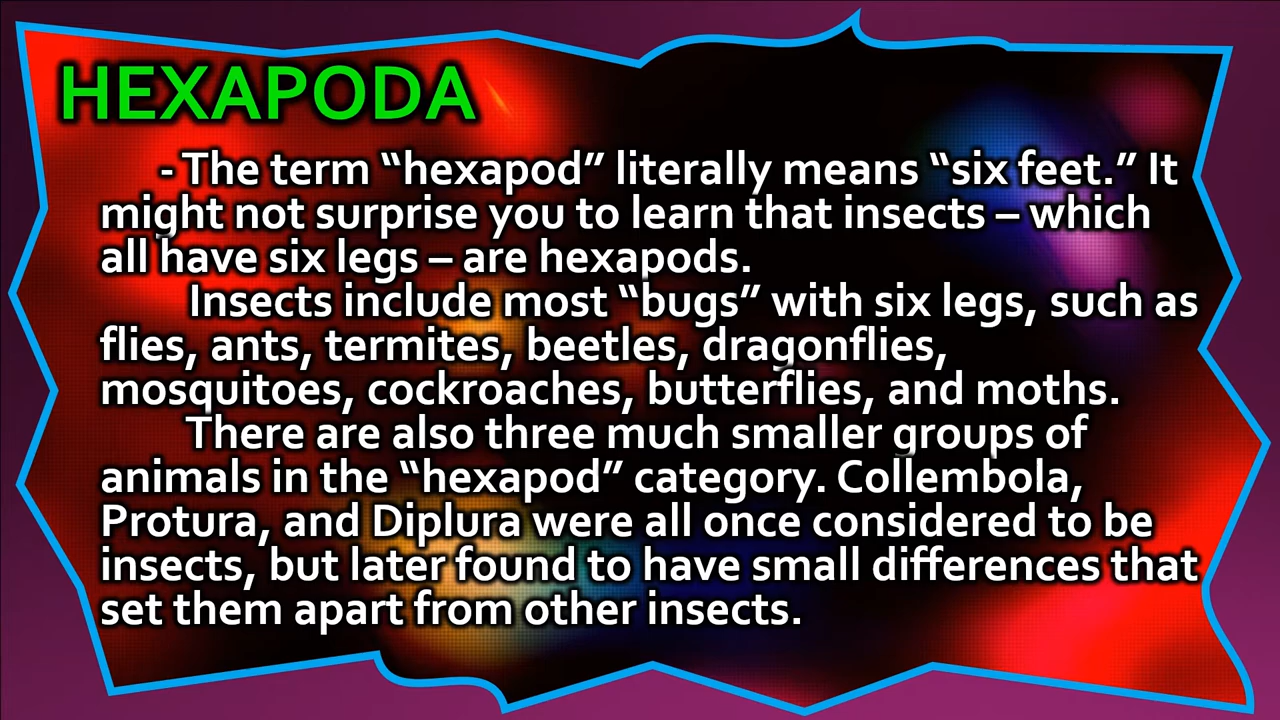 HEXAPODA
- The term “hexapod” literally means “six feet.” It
might not surprise you to learn that insects – which
all have six legs – are hexapods.
Insects include most “bugs” with six legs, such as
flies, ants, termites, beetles, dragonflies,
mosquitoes, cockroaches, butterflies, and moths.
There are also three much smaller groups of
animals in the “hexapod” category. Collembola,
Protura, and Diplura were all once considered to be
insects, but later found to have small differences that
set them apart from other insects.